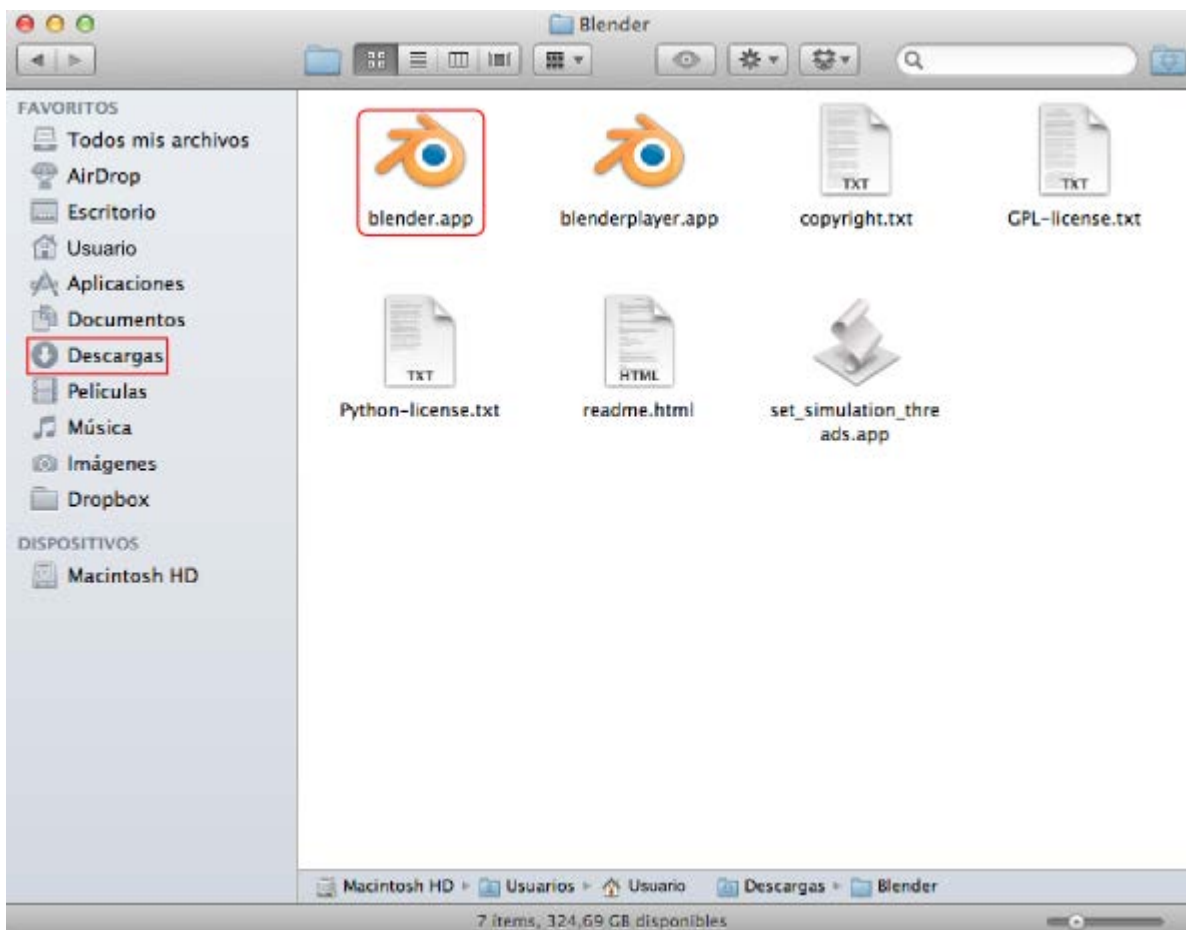 Blender
FAVORITOS
Todos mis archivos
AirDrop
Escritorio
Usuario
Aplicaciones
Documentos
Descargas
Películas
Música
Imágenes
Dropbox
DISPOSITIVOS
Macintosh HD
blender.app
blenderplayer.app
TXT
copyright.txt
TXT
GPL-license.txt
TXT
Python-license.txt
HTML
readme.html
set_simulation_thre
ads.app
Macintosh HD Usuarios Usuario Descargas Blender
7 items, 324,69 GB disponibles